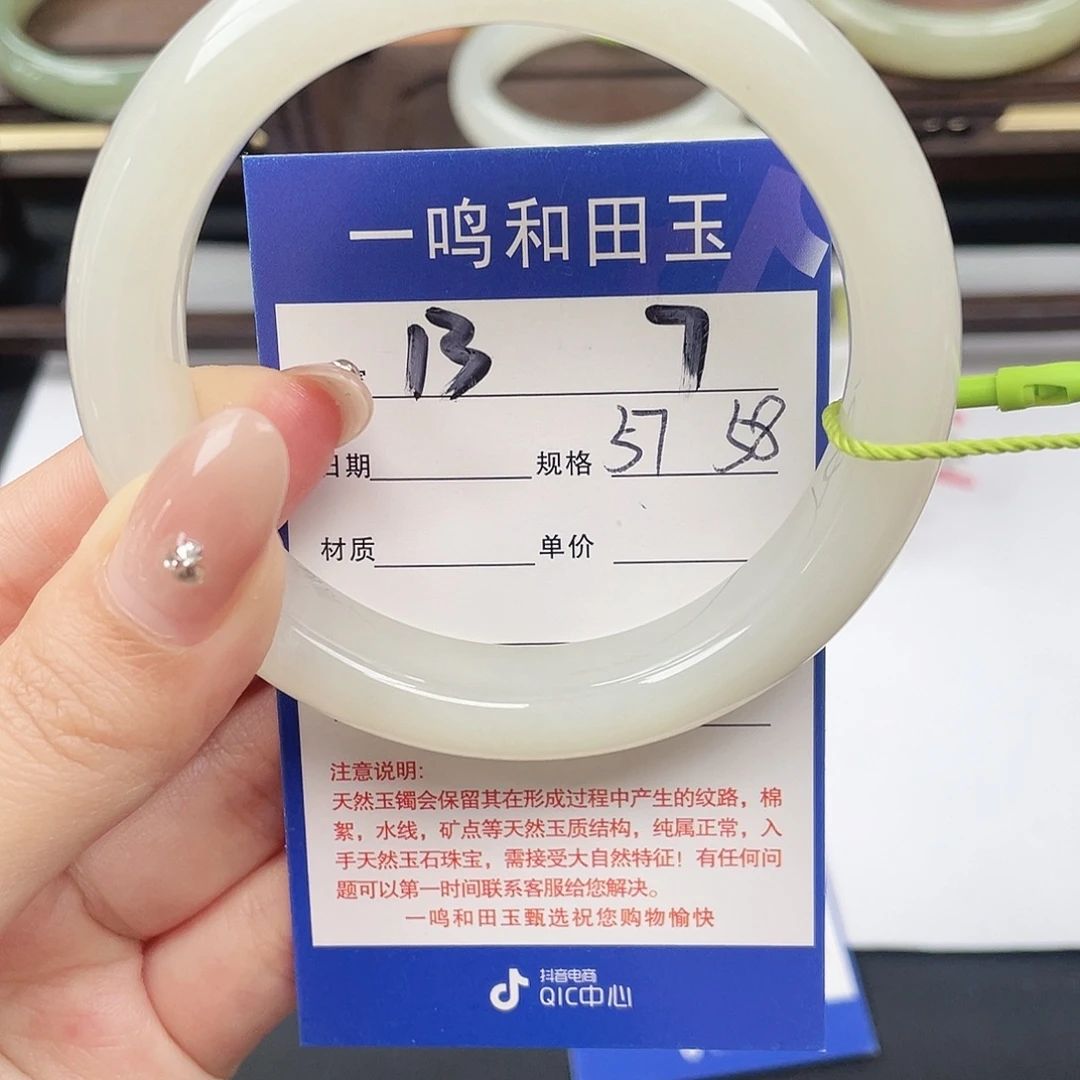 一鸣和田玉
13 7
日期 规格 57 58
材质 单价
注意说明:
天然玉镯会保留其在形成过程中产生的纹路，棉
絮，水线，矿点等天然玉质结构，纯属正常，入
手天然玉石珠宝，需接受大自然特征！有任何问
题可以第一时间联系客服给您解决。
一鸣和田玉甄选祝您购物愉快
抖音电商
QIC中心